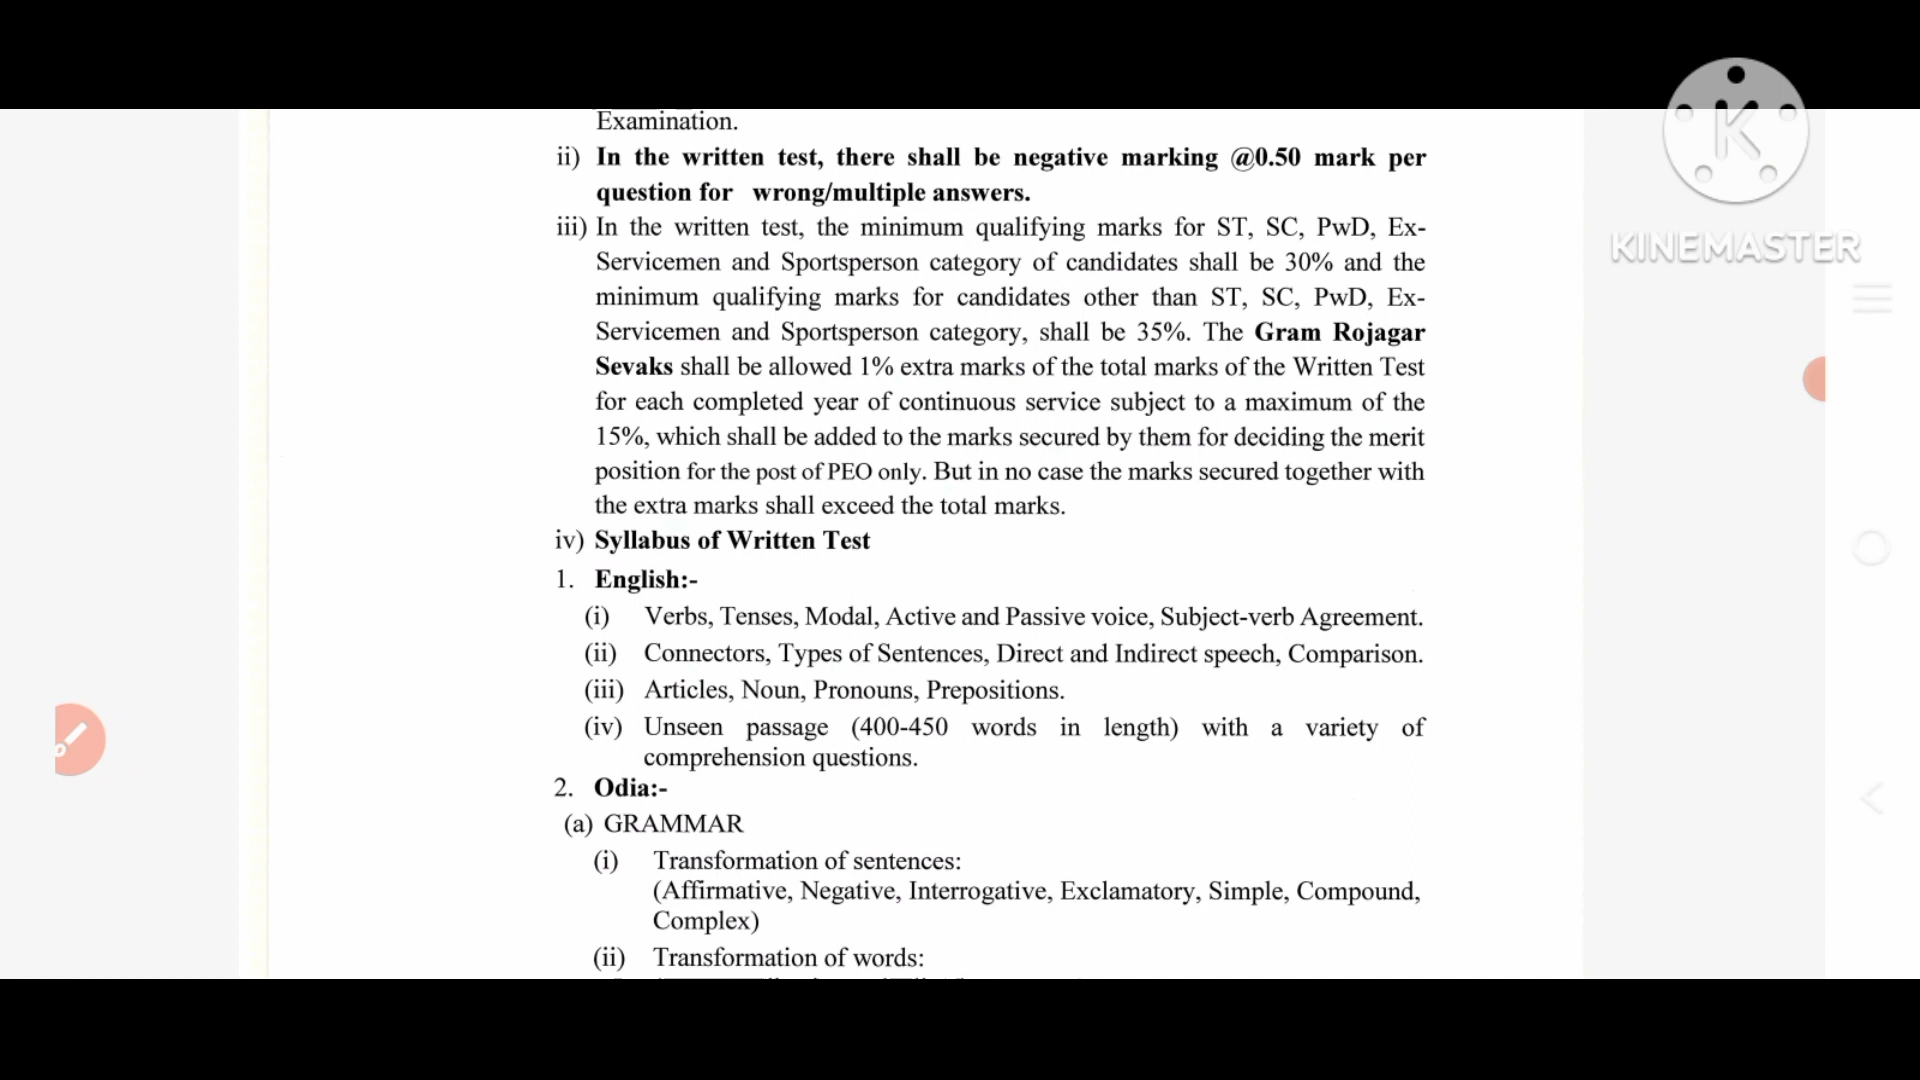 Examination.
ii) In the written test, there shall be negative marking @0.50 mark per
question for wrong/multiple answers.
iii) In the written test, the minimum qualifying marks for ST, SC, PwD, Ex-
Servicemen and Sportsperson category of candidates shall be 30% and the
minimum qualifying marks for candidates other than ST, SC, PwD, Ex-
Servicemen and Sportsperson category, shall be 35%. The Gram Rojagar
Sevaks shall be allowed 1% extra marks of the total marks of the Written Test
for each completed year of continuous service subject to a maximum of the
15%, which shall be added to the marks secured by them for deciding the merit
position for the post of PEO only. But in no case the marks secured together with
the extra marks shall exceed the total marks.
iv) Syllabus of Written Test
1. English:-
(i) Verbs, Tenses, Modal, Active and Passive voice, Subject-verb Agreement.
(ii) Connectors, Types of Sentences, Direct and Indirect speech, Comparison.
(iii) Articles, Noun, Pronouns, Prepositions.
(iv) Unseen passage (400-450 words in length) with a variety of
comprehension questions.
2. Odia:-
(a) GRAMMAR
(i) Transformation of sentences:
(Affirmative, Negative, Interrogative, Exclamatory, Simple, Compound,
Complex)
(ii) Transformation of words:
K
KINEMASTER